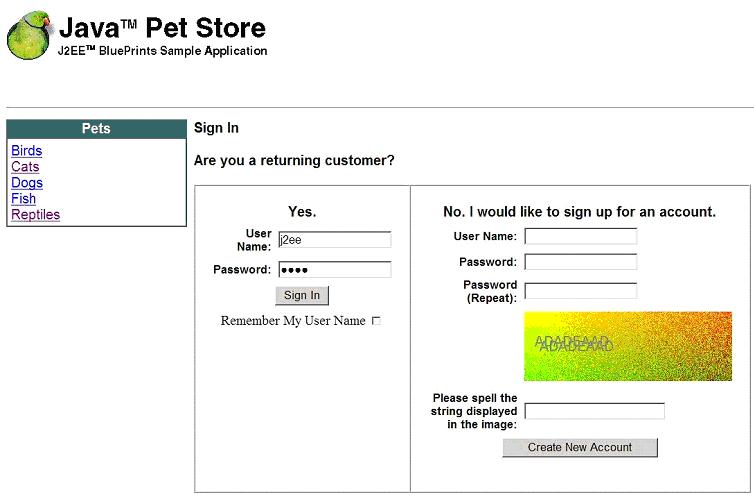 Java™ Pet Store
J2EE™ BluePrints Sample Application
Pets
Birds
Cats
Dogs
Fish
Reptiles
Sign In
Are you a returning customer?
Yes.
User
Name:
j2ee
Password:
●●●●
Sign In
Remember My User Name
No. I would like to sign up for an account.
User Name:
Password:
Password
(Repeat):
ADADEAAD
ADADEAAD
Please spell the
string displayed
in the image:
Create New Account